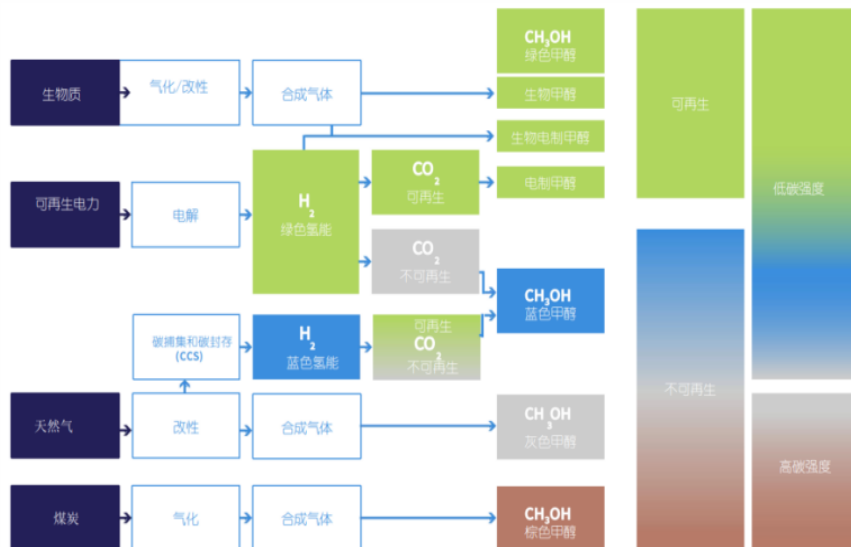 CH₃OH
绿色甲醇
生物质
气化/改性
合成气体
生物甲醇
可再生
生物电制甲醇
可再生电力
电解
H₂
绿色氢能
CO₂
可再生
电制甲醇
低碳强度
CO₂
不可再生
CH₃OH
蓝色甲醇
碳捕集和碳封存
(CCS)
H₂
蓝色氢能
可再生
CO₂
不可再生
不可再生
天然气
改性
合成气体
CH₃OH
灰色甲醇
高碳强度
煤炭
气化
合成气体
CH₃OH
棕色甲醇